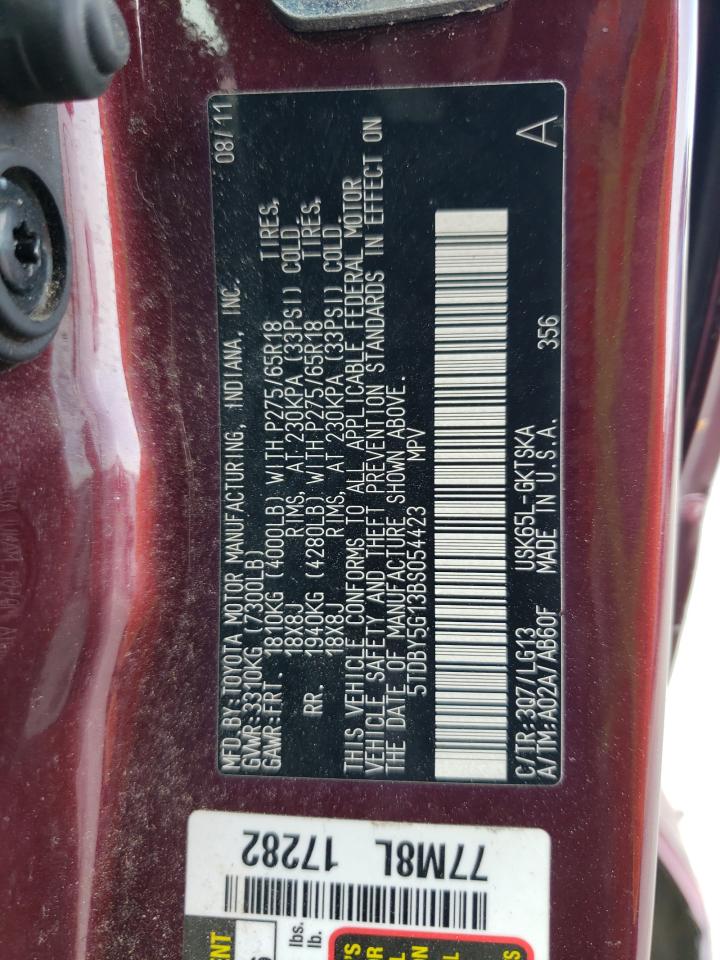 MFD.BY:TOYOTA MOTOR MANUFACTURING, INDIANA, INC. 08/11
GVWR:3310KG (7300LB)
GAWR:FRT 1810KG (4000LB) WITH P275/65R18 TIRES,
18X8J RIMS, AT 230KPA (33PSI) COLD
RR. 1940KG (4280LB) WITH P275/65R18 TIRES,
18X8J RIMS, AT 230KPA (33PSI) COLD.
THIS VEHICLE CONFORMS TO ALL APPLICABLE FEDERAL MOTOR
VEHICLE SAFETY AND THEFT PREVENTION STANDARDS IN EFFECT ON
THE DATE OF MANUFACTURE SHOWN ABOVE.
5TDBY5G13BS054423 MPV
A
C/TR:3Q7/LG13 USK65L-GKTSKA
A/TM:A02A/AB60F MADE IN U.S.A. 356
77M8L
17282
lbs.
lb.